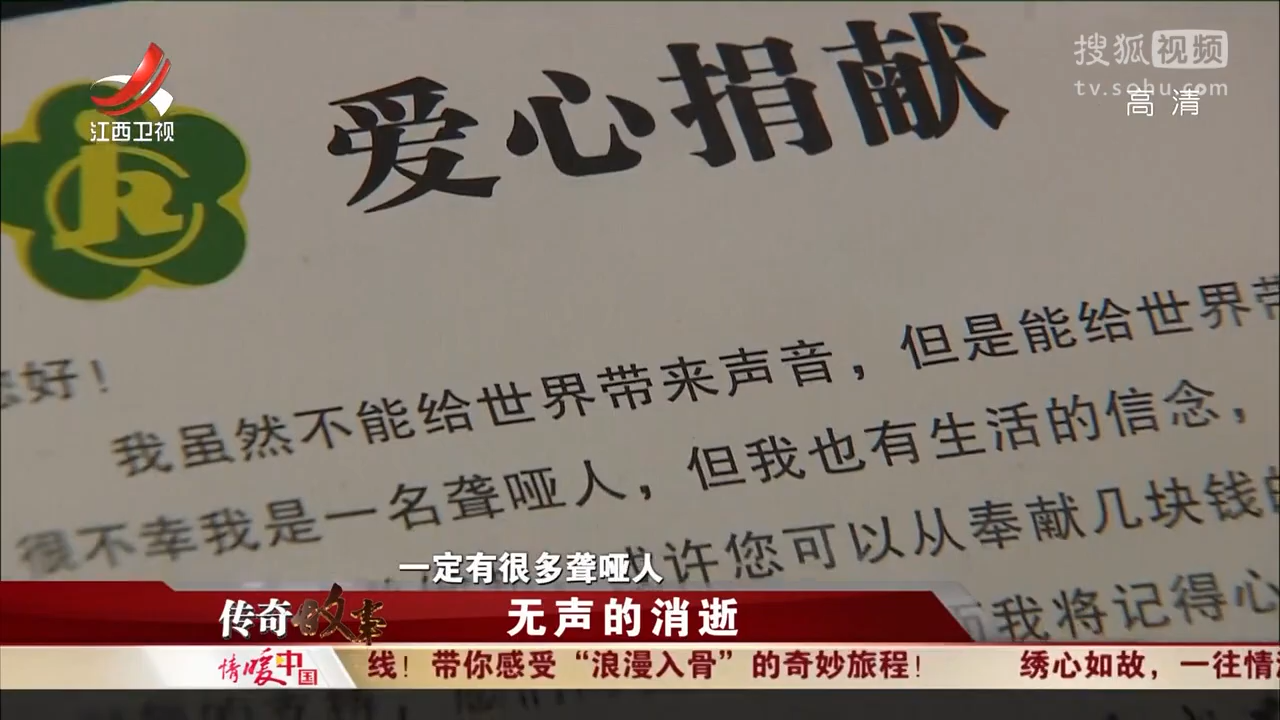 爱心捐献
江西卫视
搜狐视频
tv.sohu.com
高清
您好！
我虽然不能给世界带来声音，但是能给世界带
很不幸我是一名聋哑人，但我也有生活的信念，
许您可以从奉献几块钱的
而我将记得心
一定有很多聋哑人
传奇故事
无声的消逝
情暖中国
线！带你感受“浪漫入骨”的奇妙旅程！ 绣心如故，一往情深